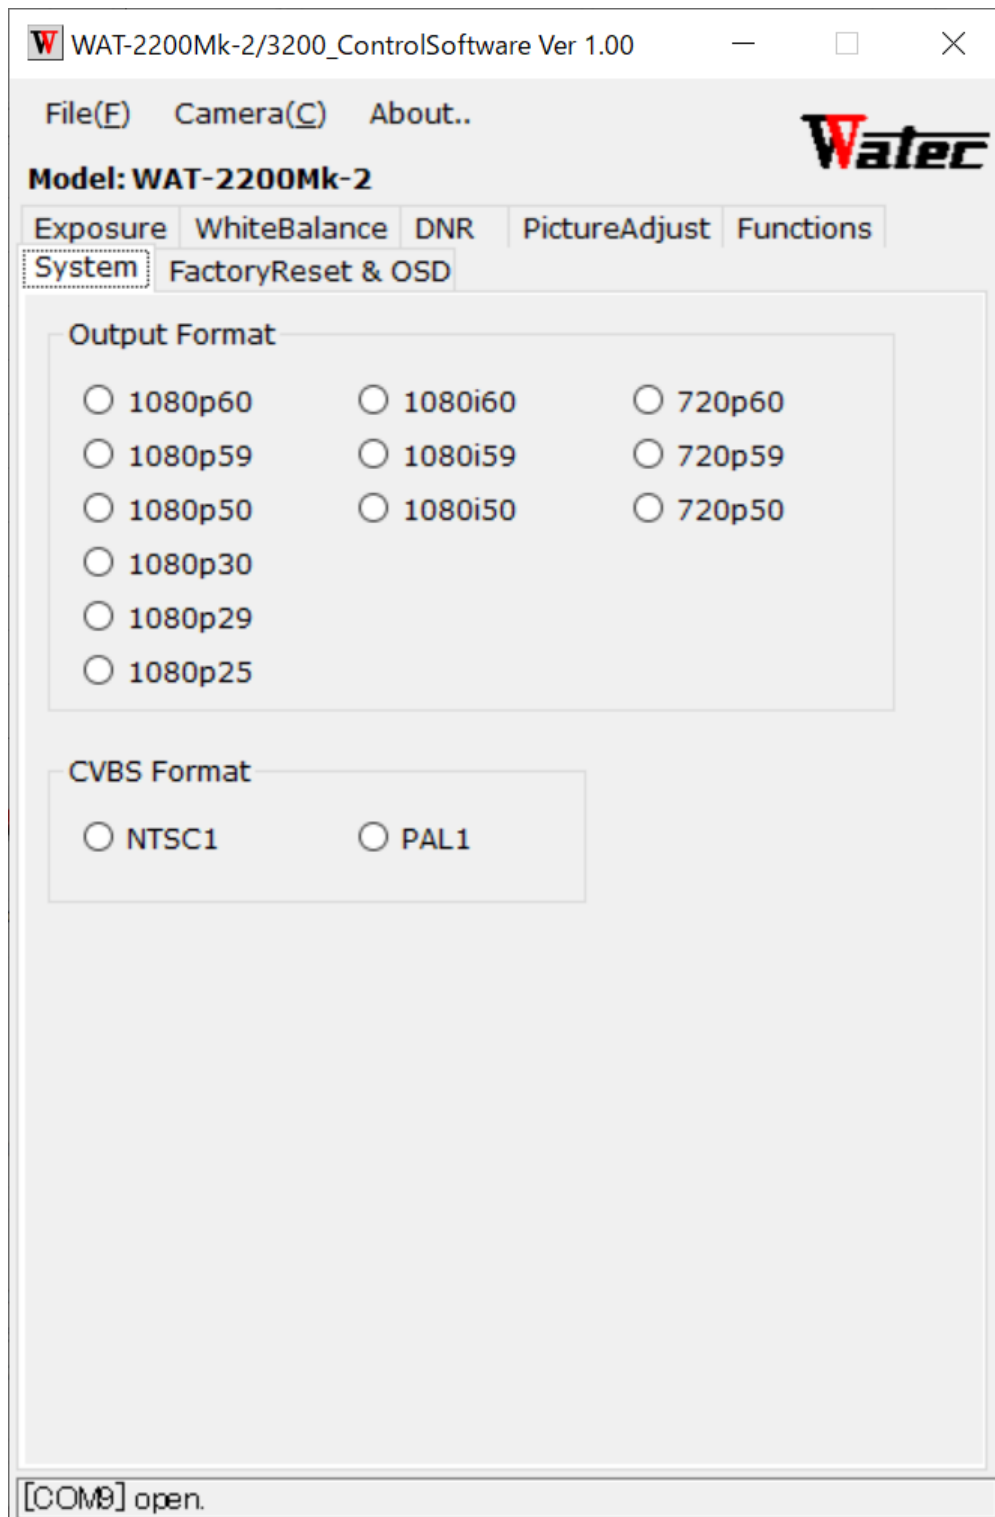 W WAT-2200Mk-2/3200_ControlSoftware Ver 1.00
File(F) Camera(C) About..
Watec
Model: WAT-2200Mk-2
Exposure WhiteBalance DNR PictureAdjust Functions
System FactoryReset & OSD
Output Format
1080p60 1080i60 720p60
1080p59 1080i59 720p59
1080p50 1080i50 720p50
1080p30
1080p29
1080p25
CVBS Format
NTSC1 PAL1
[COM9] open.